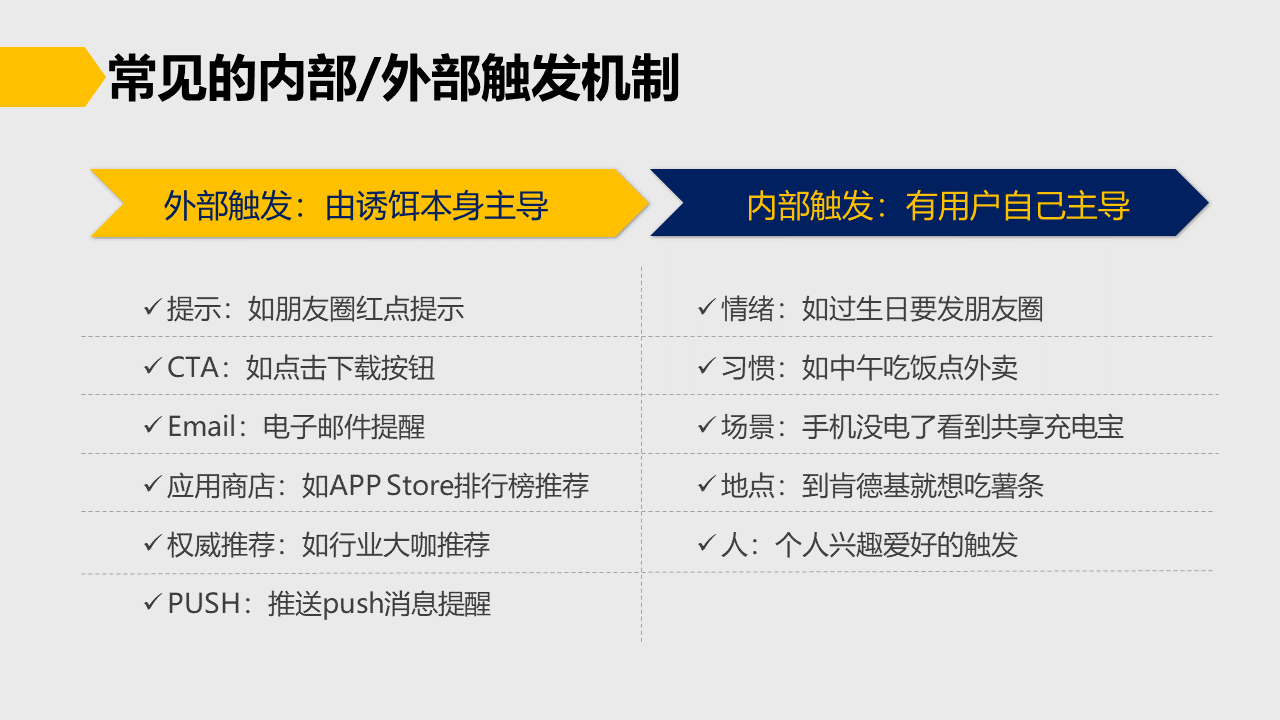 常见的内部/外部触发机制
外部触发：由诱饵本身主导
✓提示：如朋友圈红点提示
✓CTA：如点击下载按钮
✓Email：电子邮件提醒
✓应用商店：如APP Store排行榜推荐
✓权威推荐：如行业大咖推荐
✓PUSH：推送push消息提醒
内部触发：有用户自己主导
✓情绪：如过生日要发朋友圈
✓习惯：如中午吃饭点外卖
✓场景：手机没电了看到共享充电宝
✓地点：到肯德基就想吃薯条
✓人：个人兴趣爱好的触发